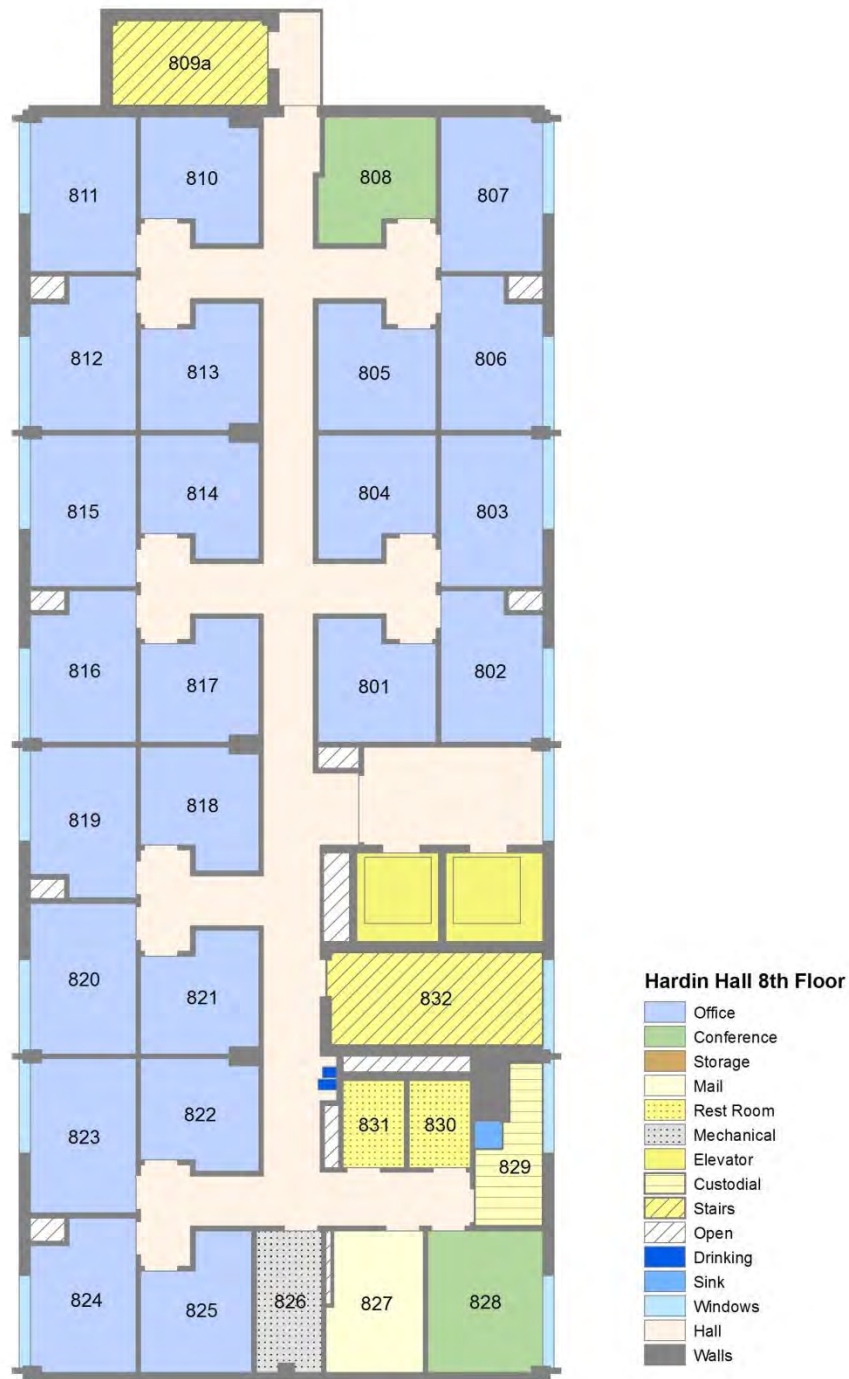 809a
811
810
808
807
812
813
805
806
815
814
804
803
816
817
801
802
819
818
820
821
832
823
822
831
830
829
824
825
826
827
828
Hardin Hall 8th Floor
Office
Conference
Storage
Mail
Rest Room
Mechanical
Elevator
Custodial
Stairs
Open
Drinking
Sink
Windows
Hall
Walls